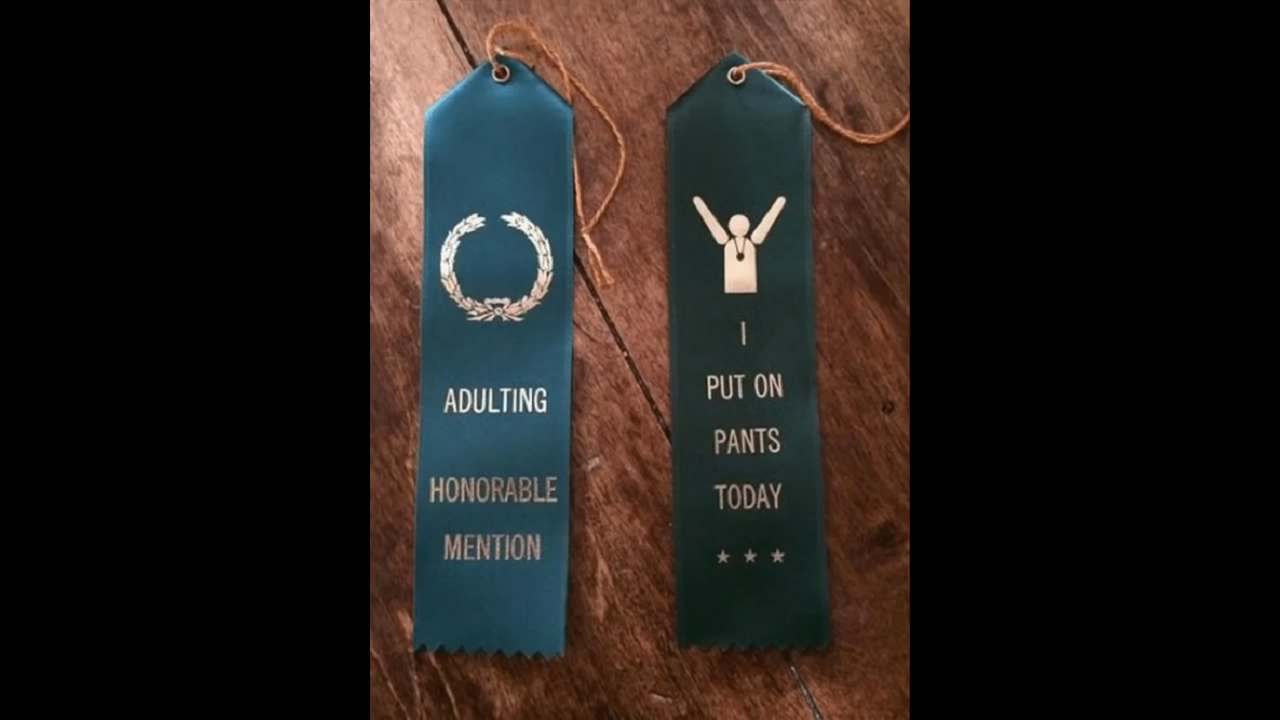 ADULTING
HONORABLE
MENTION
I
PUT ON
PANTS
TODAY